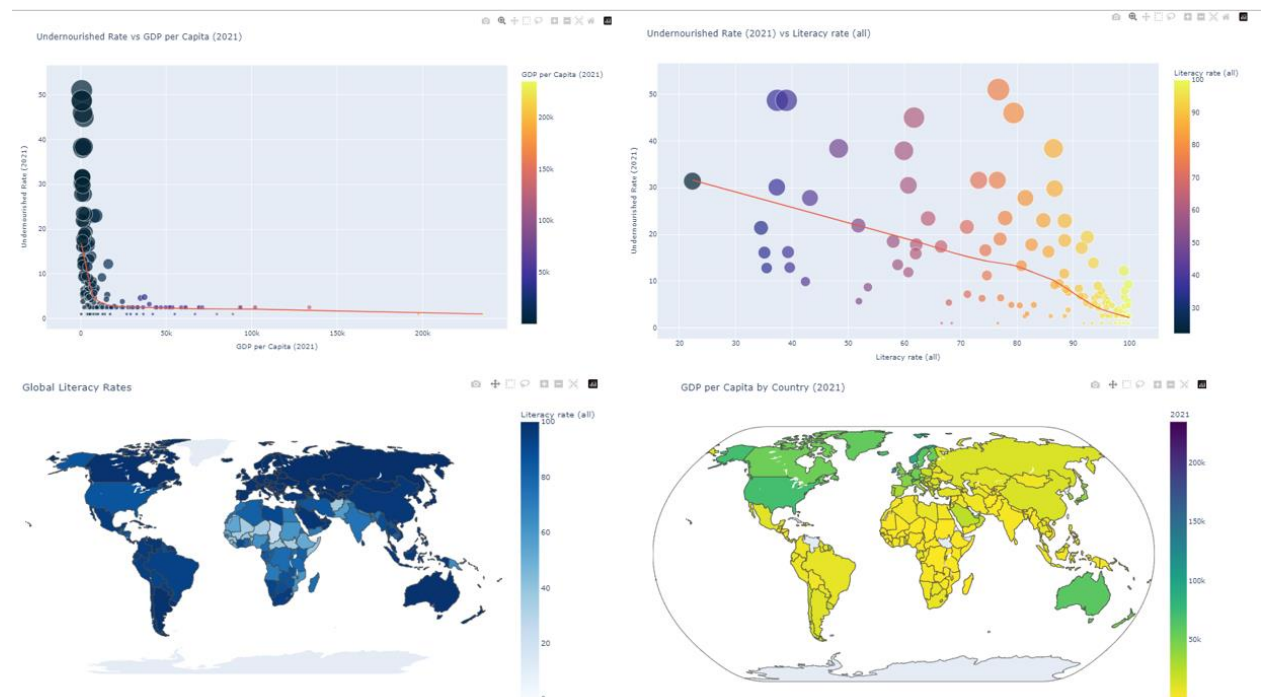 Undernourished Rate vs GDP per Capita (2021)
GDP per Capita (2021)
200k
150k
100k
50k
50
40
30
20
10
0
Undernourished Rate (2021)
0
50k
100k
150k
200k
GDP per Capita (2021)
Undernourished Rate (2021) vs Literacy rate (all)
Literacy rate (all)
100
90
80
70
60
50
40
30
50
40
30
20
10
0
Undernourished Rate (2021)
20
30
40
50
60
70
80
90
100
Literacy rate (all)
Global Literacy Rates
Literacy rate (all)
100
80
60
40
20
GDP per Capita by Country (2021)
2021
200k
150k
100k
50k